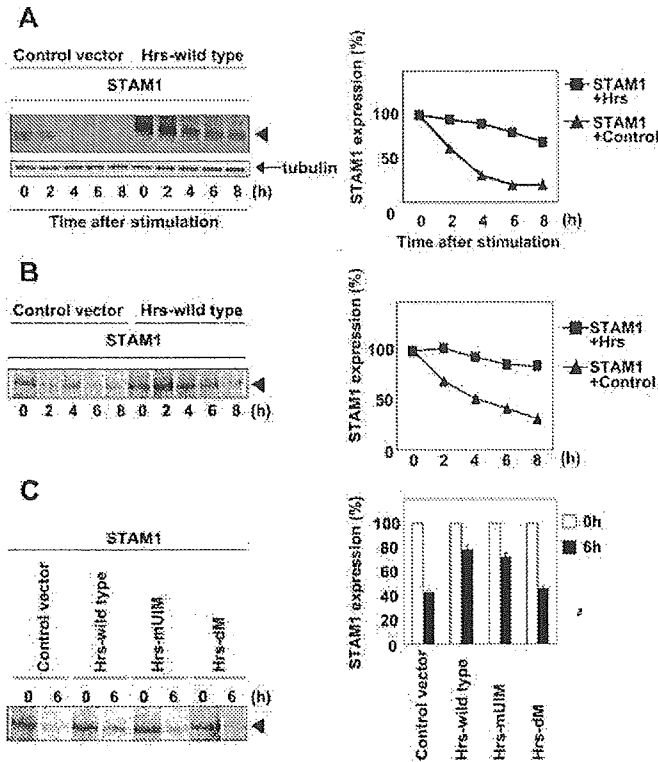 A
Control vector Hrs-wild type
STAM1
tubulin
0 2 4 6 8 0 2 4 6 8 (h)
Time after stimulation
STAM1 expression (%)
100
50
0
0 2 4 6 8 (h)
Time after stimulation
STAM1
+Hrs
STAM1
+Control
B
Control vector Hrs-wild type
STAM1
0 2 4 6 8 0 2 4 6 8 (h)
STAM1 expression (%)
100
50
0
0 2 4 6 8 (h)
STAM1
+Hrs
STAM1
+Control
C
STAM1
Control vector
Hrs-wild type
Hrs-mUIM
Hrs-dM
0 6 0 6 0 6 0 6 (h)
STAM1 expression (%)
100
80
60
40
20
0
0h
6h
Control vector
Hrs-wild type
Hrs-mUIM
Hrs-dM